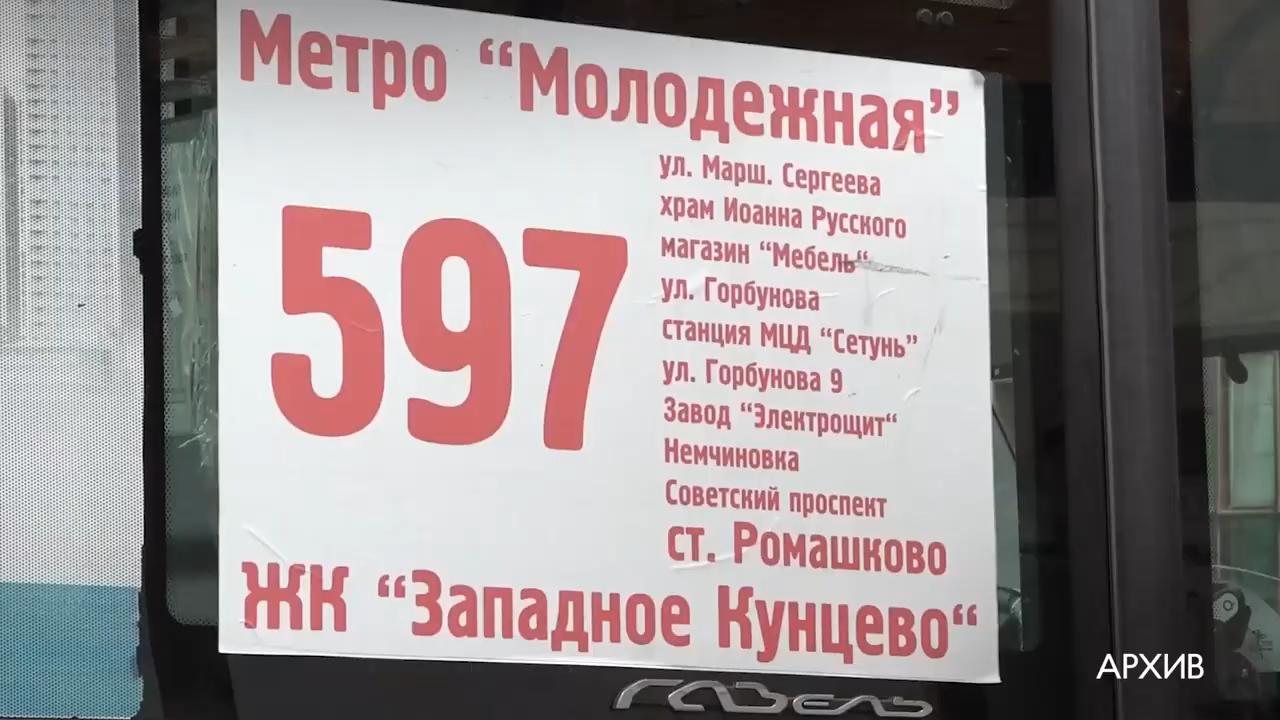 Метро “Молодежная”
597
ул. Марш. Сергеева
храм Иоанна Русского
магазин “Мебель“
ул. Горбунова
станция МЦД “Сетунь”
ул. Горбунова 9
Завод “Электрощит“
Немчиновка
Советский проспект
ст. Ромашково
ЖК “Западное Кунцево“
ГАЗель
АРХИВ